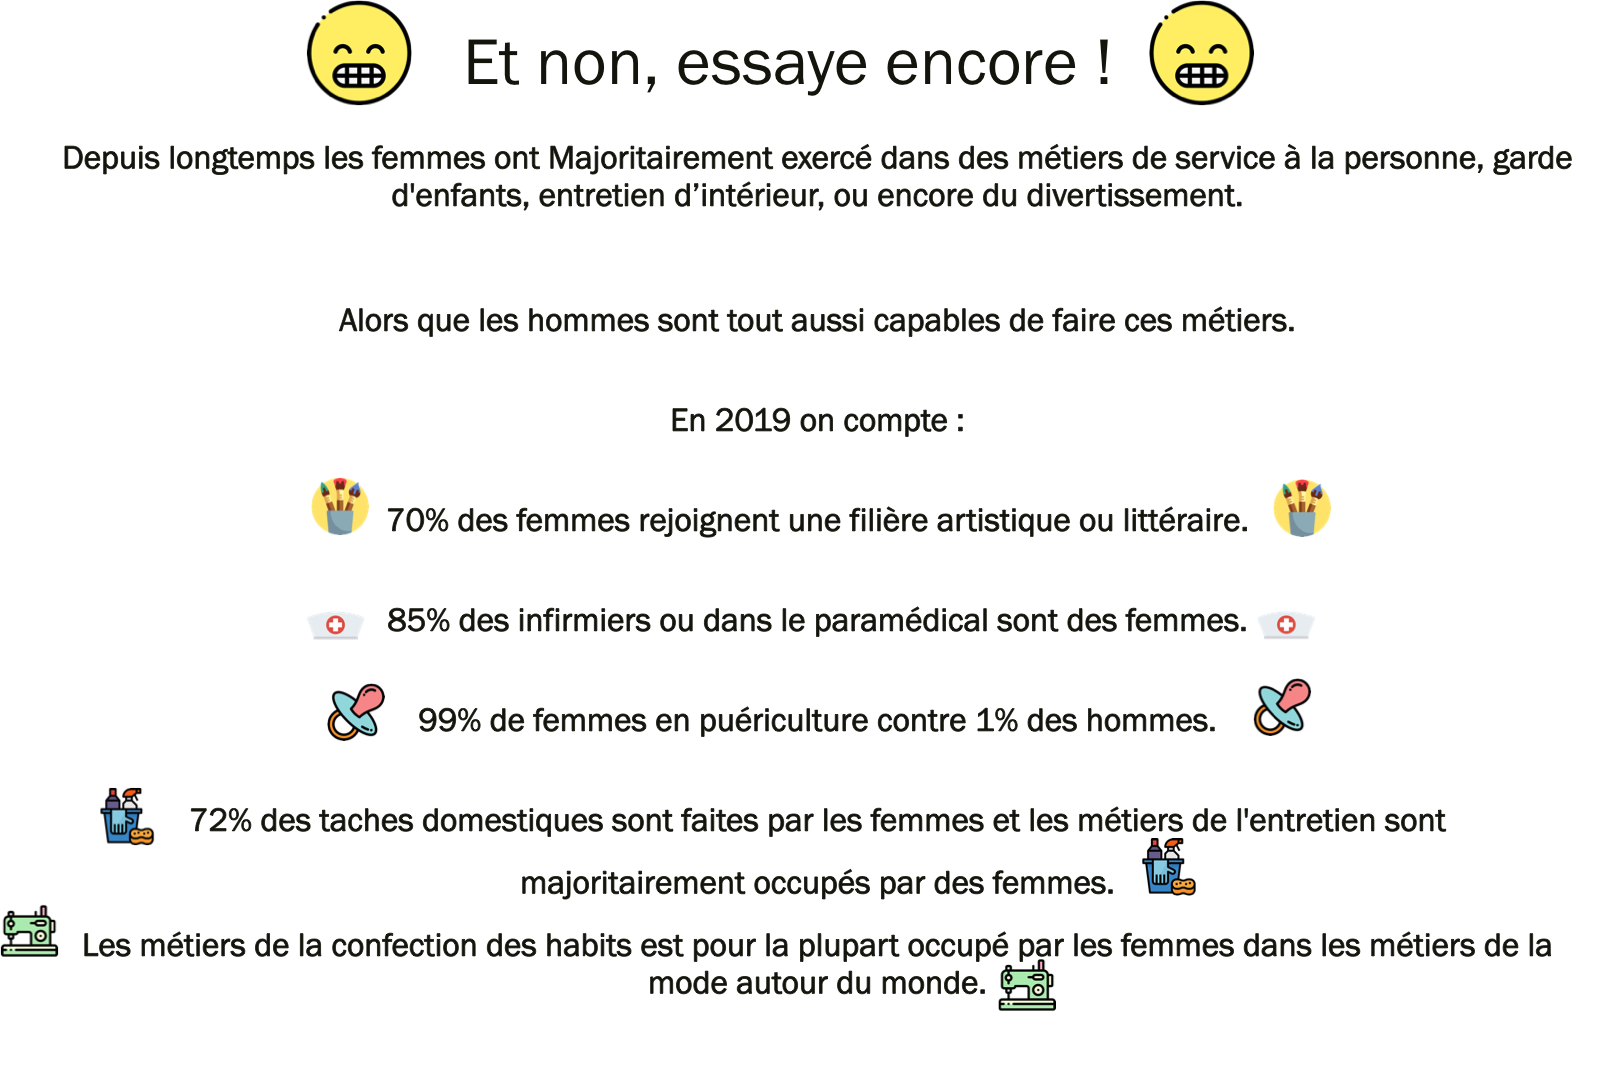 Et non, essaye encore !
Depuis longtemps les femmes ont Majoritairement exercé dans des métiers de service à la personne, garde
d'enfants, entretien d’intérieur, ou encore du divertissement.
Alors que les hommes sont tout aussi capables de faire ces métiers.
En 2019 on compte :
70% des femmes rejoignent une filière artistique ou littéraire.
85% des infirmiers ou dans le paramédical sont des femmes.
99% de femmes en puériculture contre 1% des hommes.
72% des taches domestiques sont faites par les femmes et les métiers de l'entretien sont
majoritairement occupés par des femmes.
Les métiers de la confection des habits est pour la plupart occupé par les femmes dans les métiers de la
mode autour du monde.